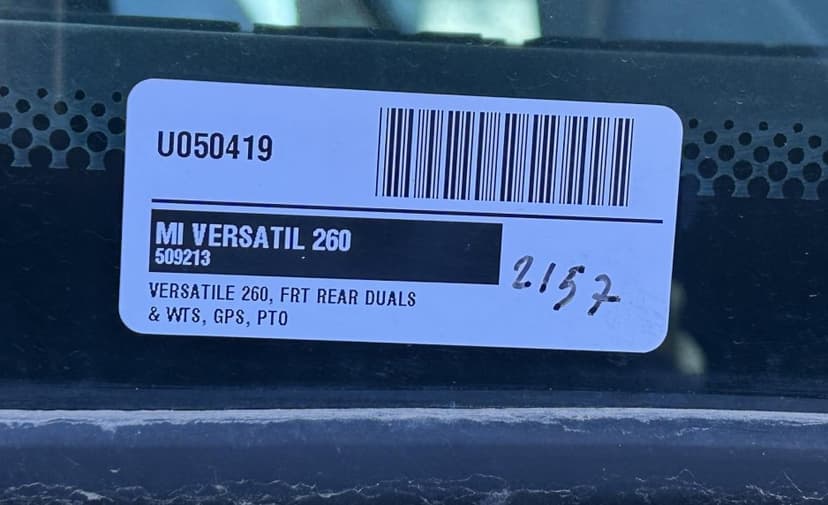 U050419
MI VERSATIL 260
509213
2157
VERSATILE 260, FRT REAR DUALS
& WTS, GPS, PTO